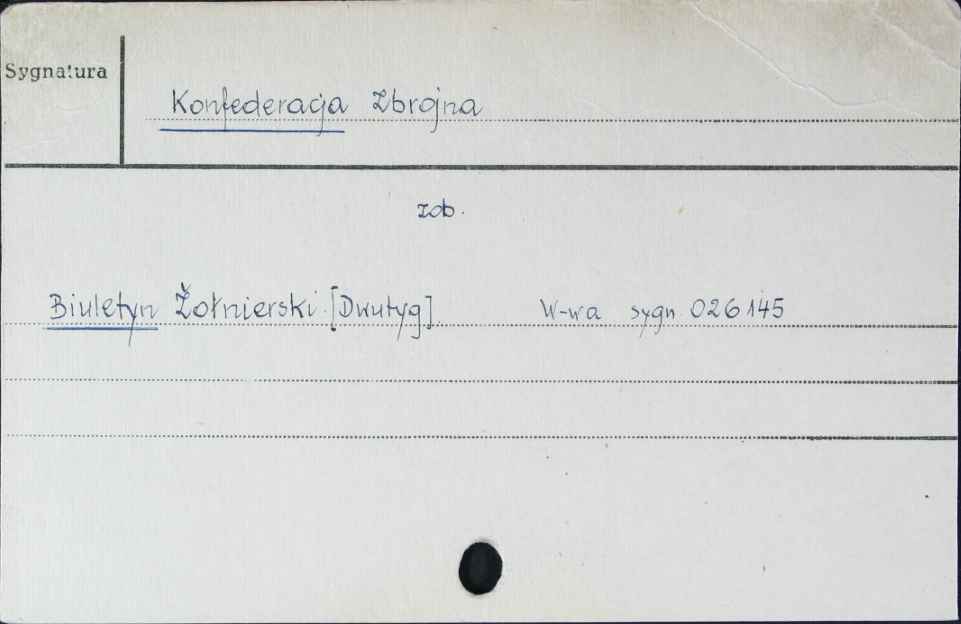 Sygnatura
Konfederacja Zbrojna
zob.
Biuletyn Żołnierski [Dwutyg] W-wa sygn 026145